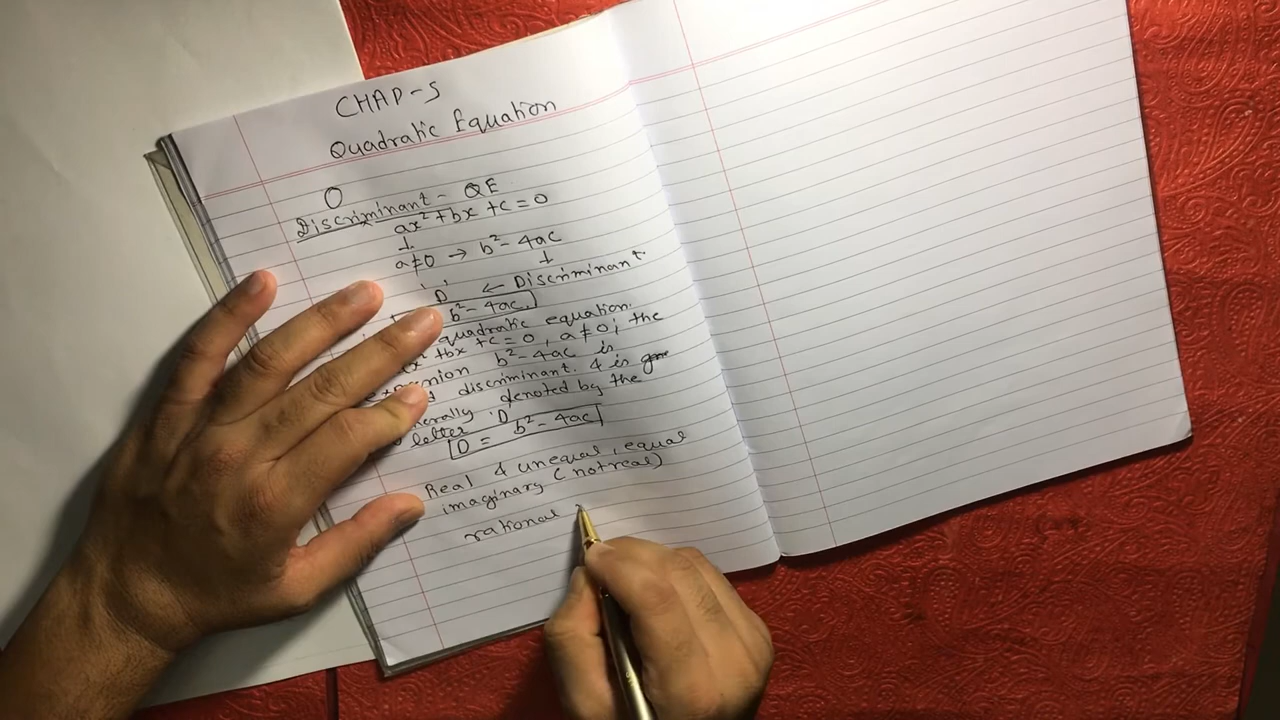 CHAP-5
Quadratic Equation
Discriminant - QE
ax² + bx + c = 0
a ≠ 0 → b² - 4ac
D ← Discriminant
b² - 4ac
quadratic equation.
+bx +c = 0, a ≠ 0; the
b² - 4ac is
discriminant. & is
nerally denoted by the
letter 'D'
D = b² - 4ac
Real & unequal, equal
imaginary (not real)
rational